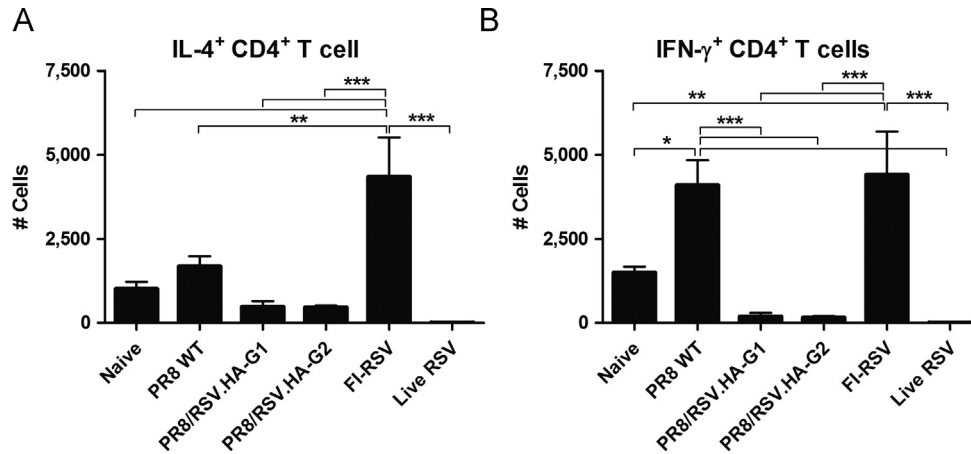 A
IL-4⁺ CD4⁺ T cell
7,500
5,000
2,500
0
# Cells
***
**
***
Naive
PR8 WT
PR8/RSV.HA-G1
PR8/RSV.HA-G2
FI-RSV
Live RSV
B
IFN-γ⁺ CD4⁺ T cells
7,500
5,000
2,500
0
# Cells
***
**
***
***
*
Naive
PR8 WT
PR8/RSV.HA-G1
PR8/RSV.HA-G2
FI-RSV
Live RSV